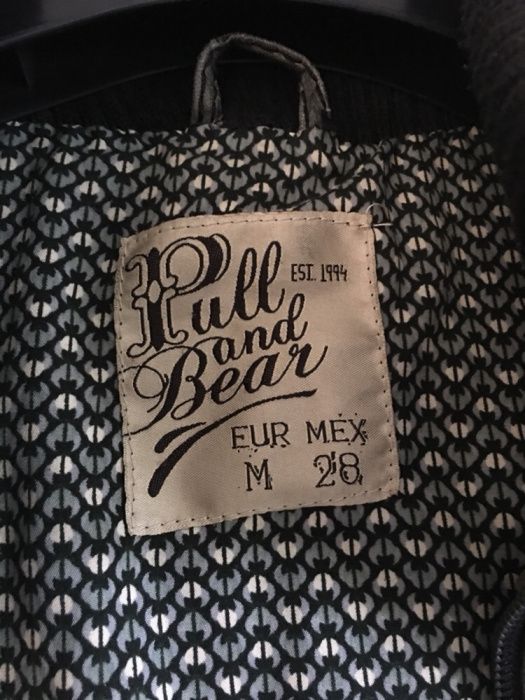 Pull
EST. 1994
and
Bear
EUR MEX
M 28